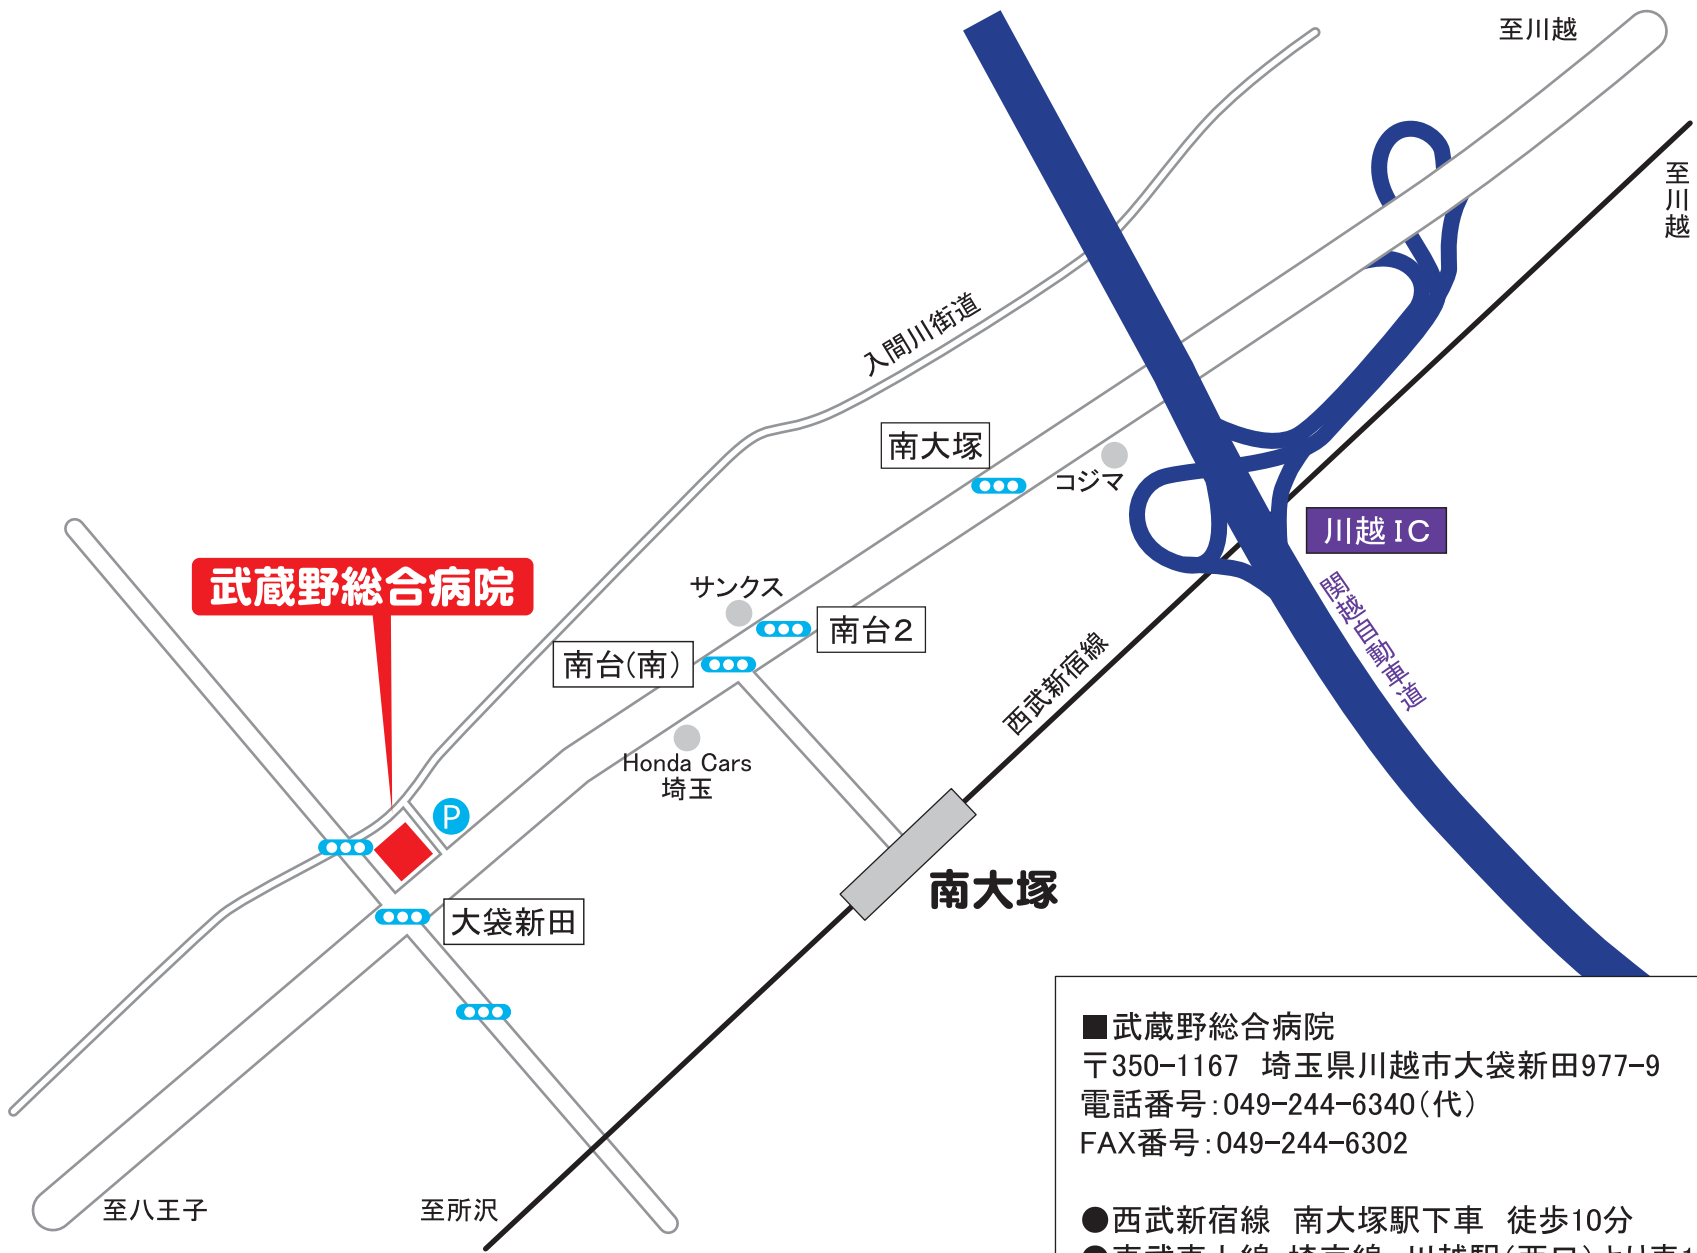 至川越
至川越
入間川街道
南大塚
コジマ
川越IC
関越自動車道
武蔵野総合病院
サンクス
南台2
南台(南)
西武新宿線
Honda Cars
埼玉
P
南大塚
大袋新田
至八王子
至所沢
■武蔵野総合病院
〒350-1167 埼玉県川越市大袋新田977-9
電話番号:049-244-6340(代)
FAX番号:049-244-6302
●西武新宿線 南大塚駅下車 徒歩10分